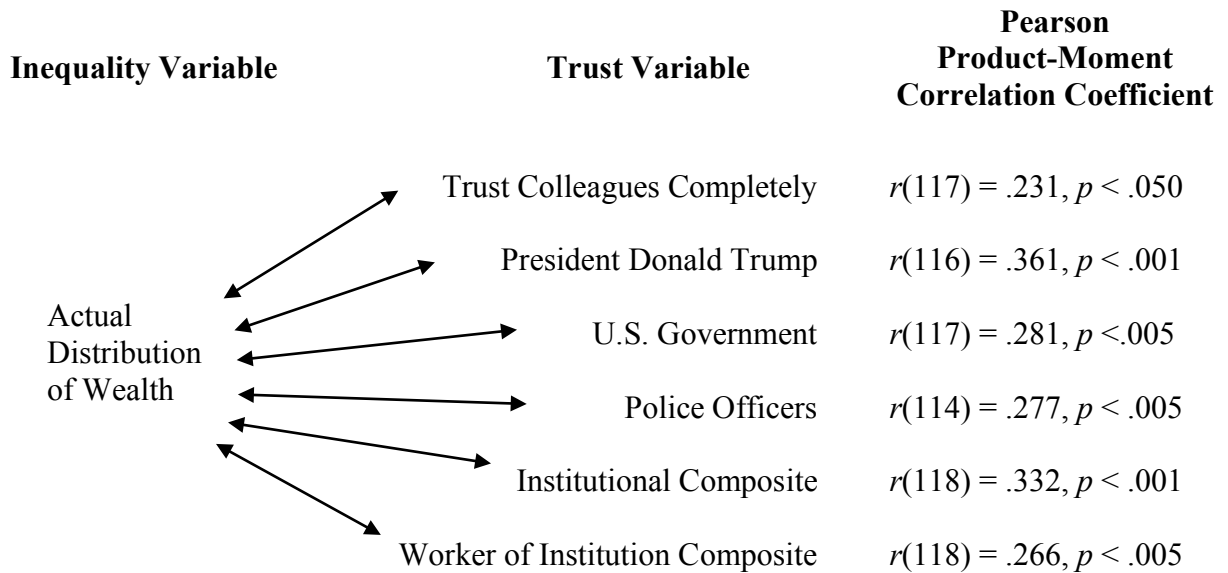 Inequality Variable
Trust Variable
Pearson
Product-Moment
Correlation Coefficient
Trust Colleagues Completely r(117) = .231, p < .050
President Donald Trump r(116) = .361, p < .001
Actual
Distribution
of Wealth
U.S. Government r(117) = .281, p <.005
Police Officers r(114) = .277, p < .005
Institutional Composite r(118) = .332, p < .001
Worker of Institution Composite r(118) = .266, p < .005